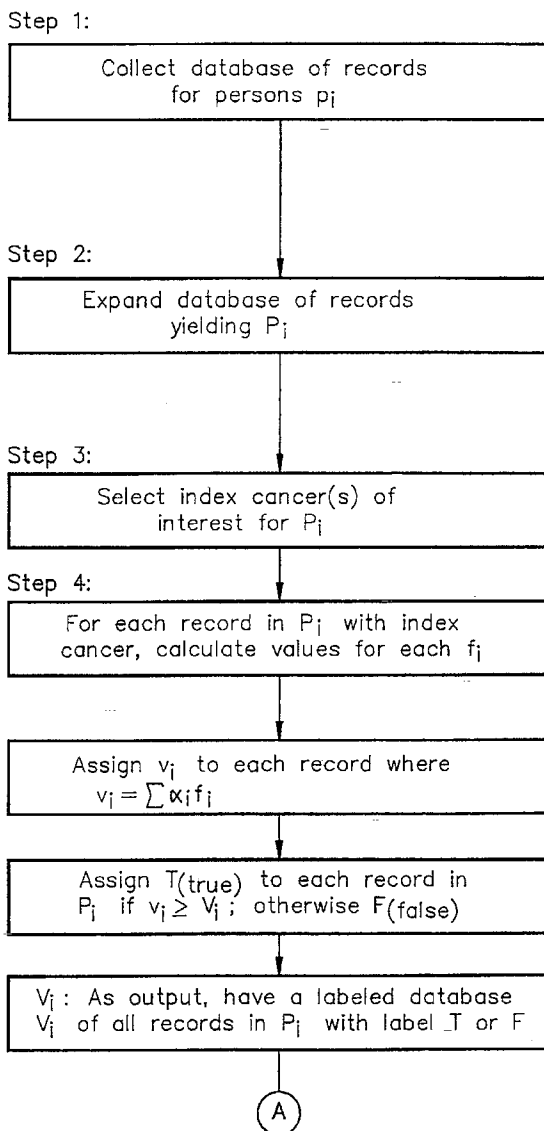 Step 1:
Collect database of records
for persons pi
Step 2:
Expand database of records
yielding Pi
Step 3:
Select index cancer(s) of
interest for Pi
Step 4:
For each record in Pi with index
cancer, calculate values for each fi
Assign vi to each record where
vi = ∑ αi fi
Assign T(true) to each record in
Pi if vi ≥ Vi ; otherwise F(false)
Vi : As output, have a labeled database
Vi of all records in Pi with label T or F
A